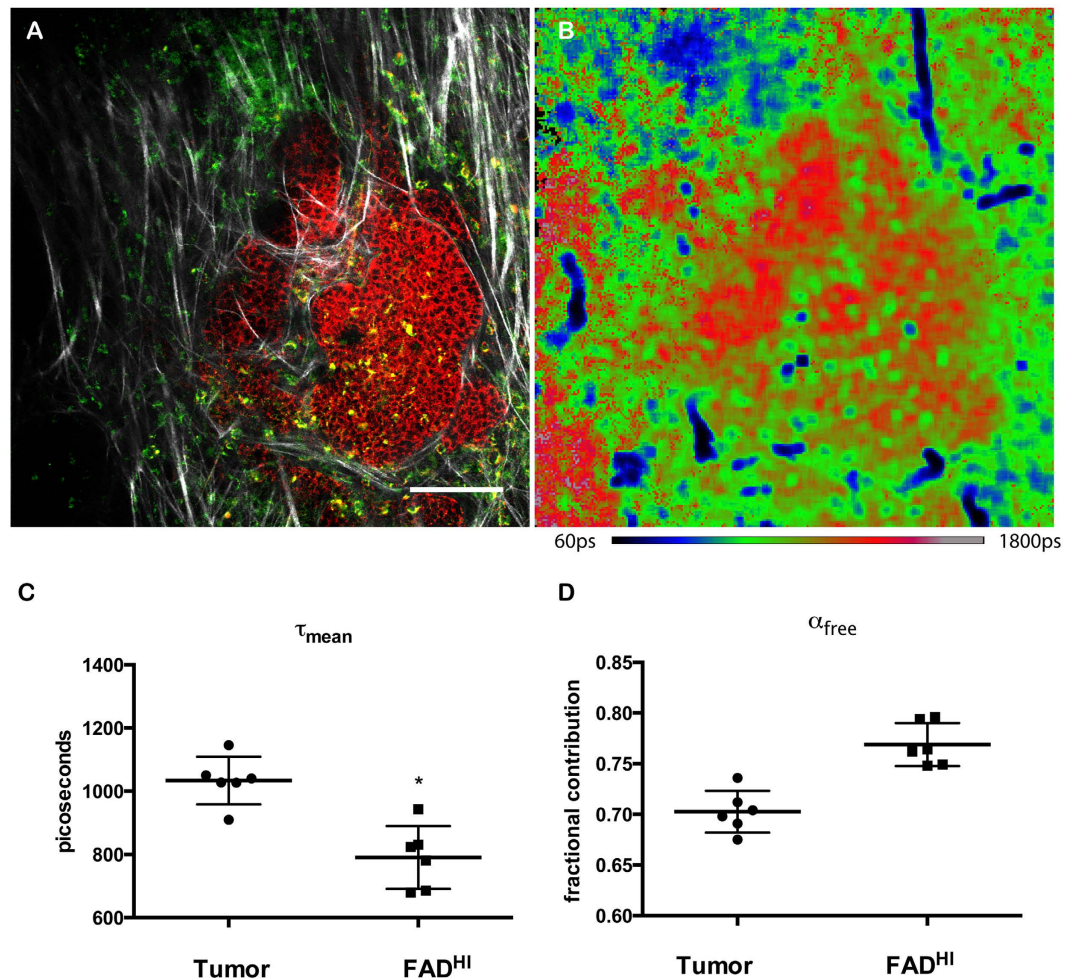 A
B
60ps 1800ps
C
D
τmean
αfree
1400
1200
1000
800
600
picoseconds
*
Tumor FADHI
0.85
0.80
0.75
0.70
0.65
0.60
fractional contribution
Tumor FADHI